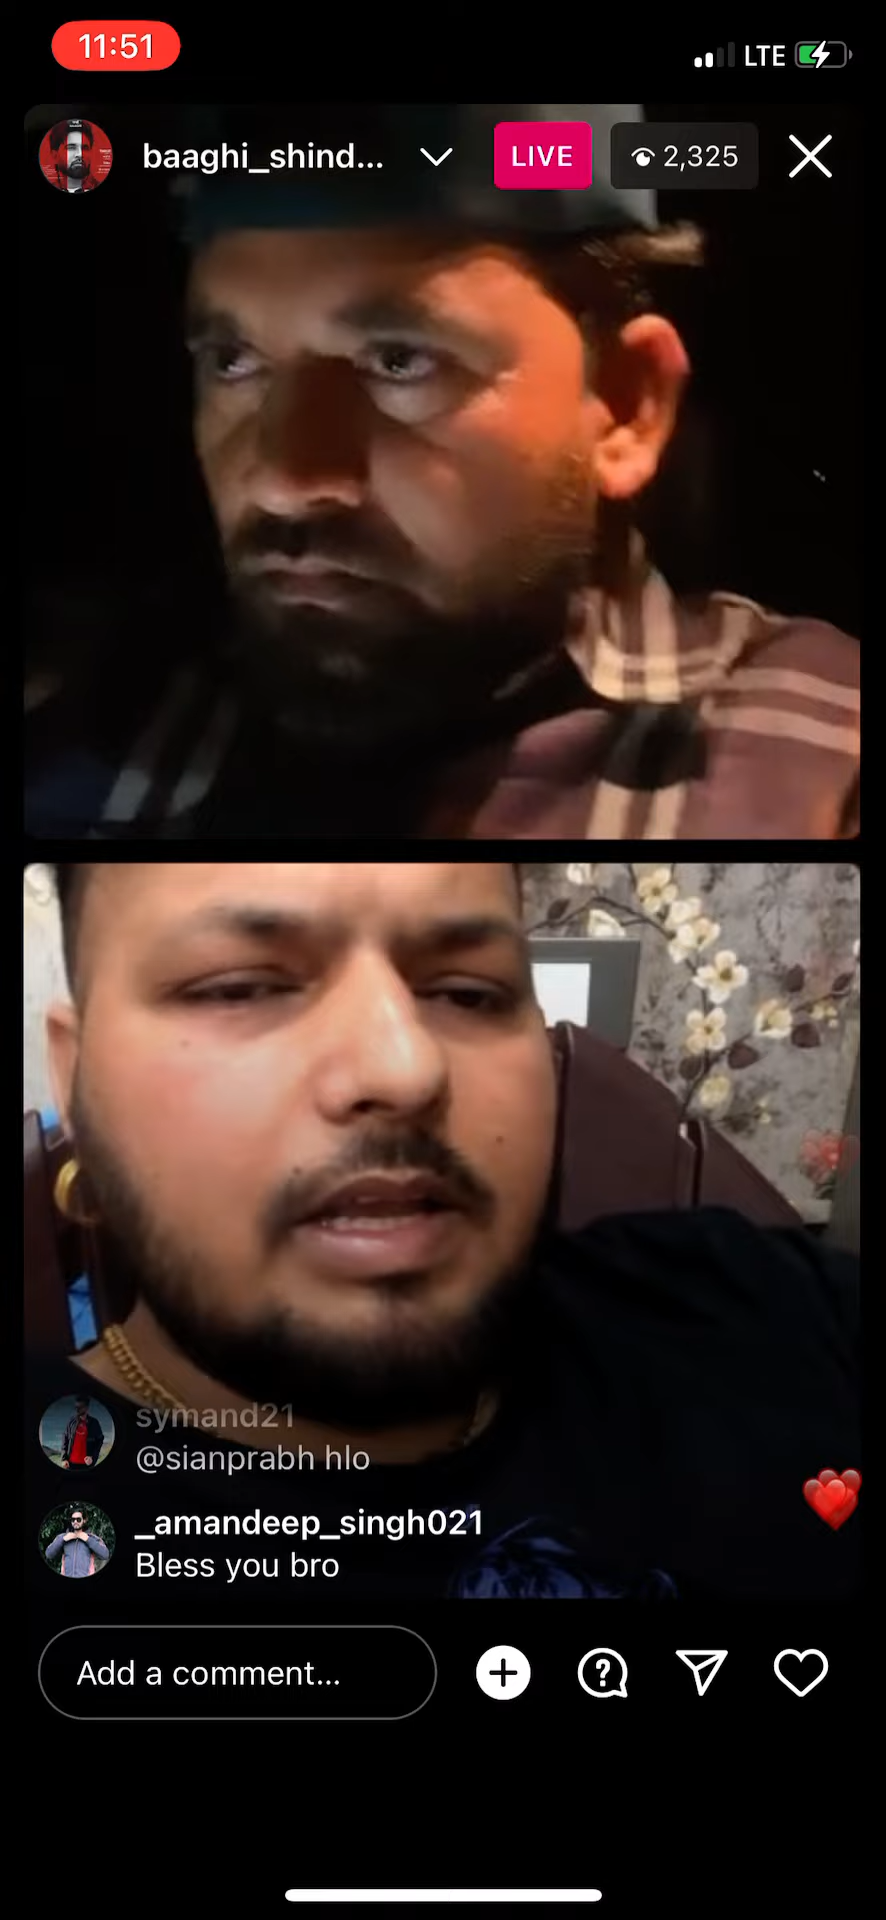 11:51
LTE
baaghi_shind...
LIVE
2,325
symand21
@sianprabh hlo
_amandeep_singh021
Bless you bro
Add a comment...